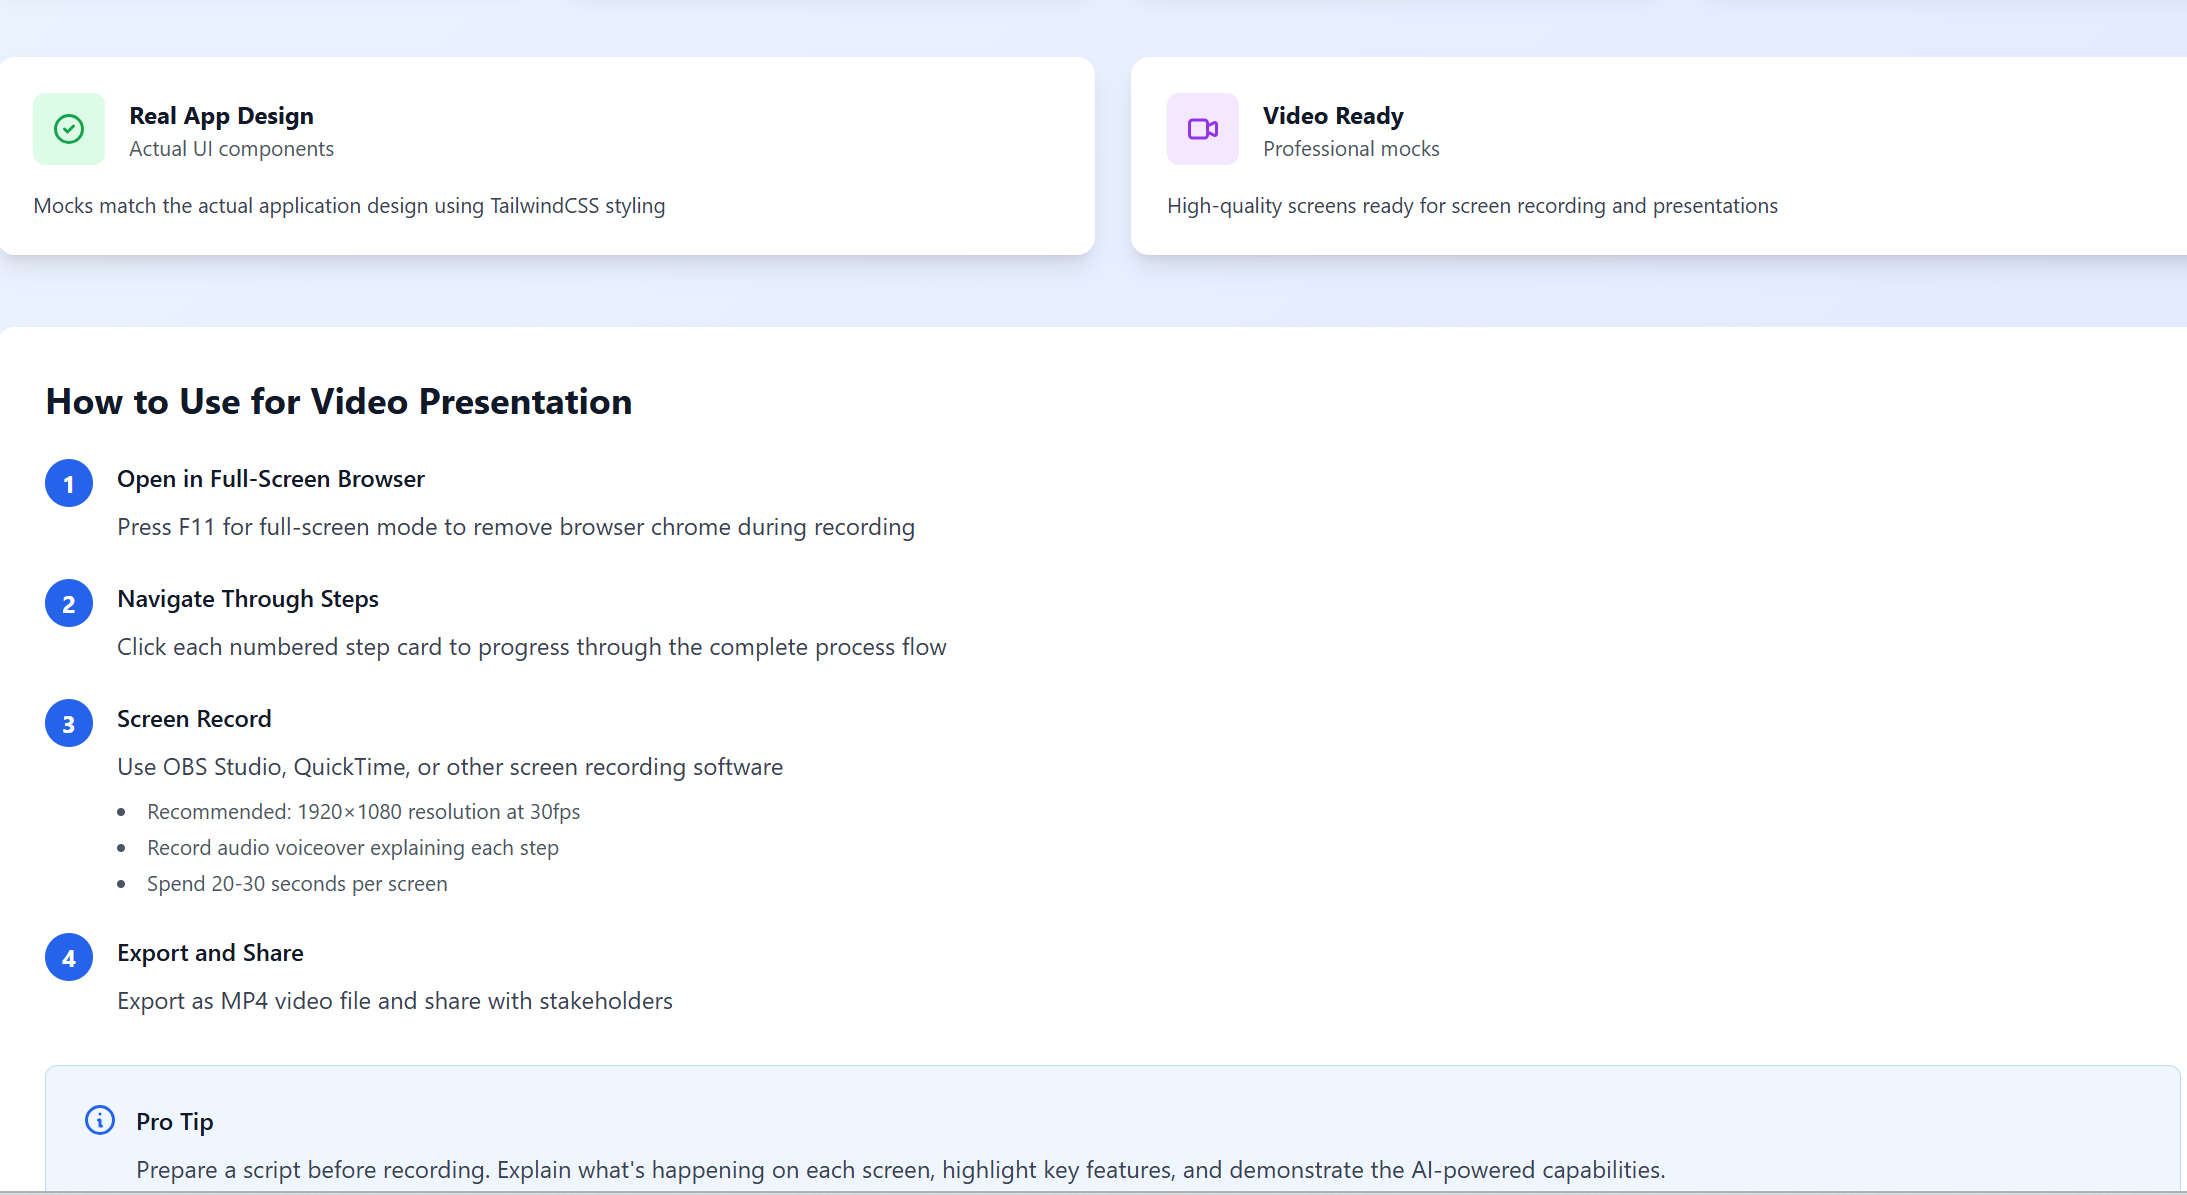 Real App Design
Actual UI components
Mocks match the actual application design using TailwindCSS styling
Video Ready
Professional mocks
High-quality screens ready for screen recording and presentations
How to Use for Video Presentation
1
Open in Full-Screen Browser
Press F11 for full-screen mode to remove browser chrome during recording
2
Navigate Through Steps
Click each numbered step card to progress through the complete process flow
3
Screen Record
Use OBS Studio, QuickTime, or other screen recording software
• Recommended: 1920×1080 resolution at 30fps
• Record audio voiceover explaining each step
• Spend 20-30 seconds per screen
4
Export and Share
Export as MP4 video file and share with stakeholders
Pro Tip
Prepare a script before recording. Explain what's happening on each screen, highlight key features, and demonstrate the AI-powered capabilities.